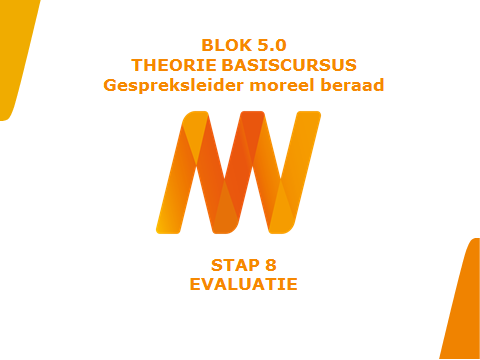 BLOK 5.0
THEORIE BASISCURSUS
Gespreksleider moreel beraad
STAP 8
EVALUATIE